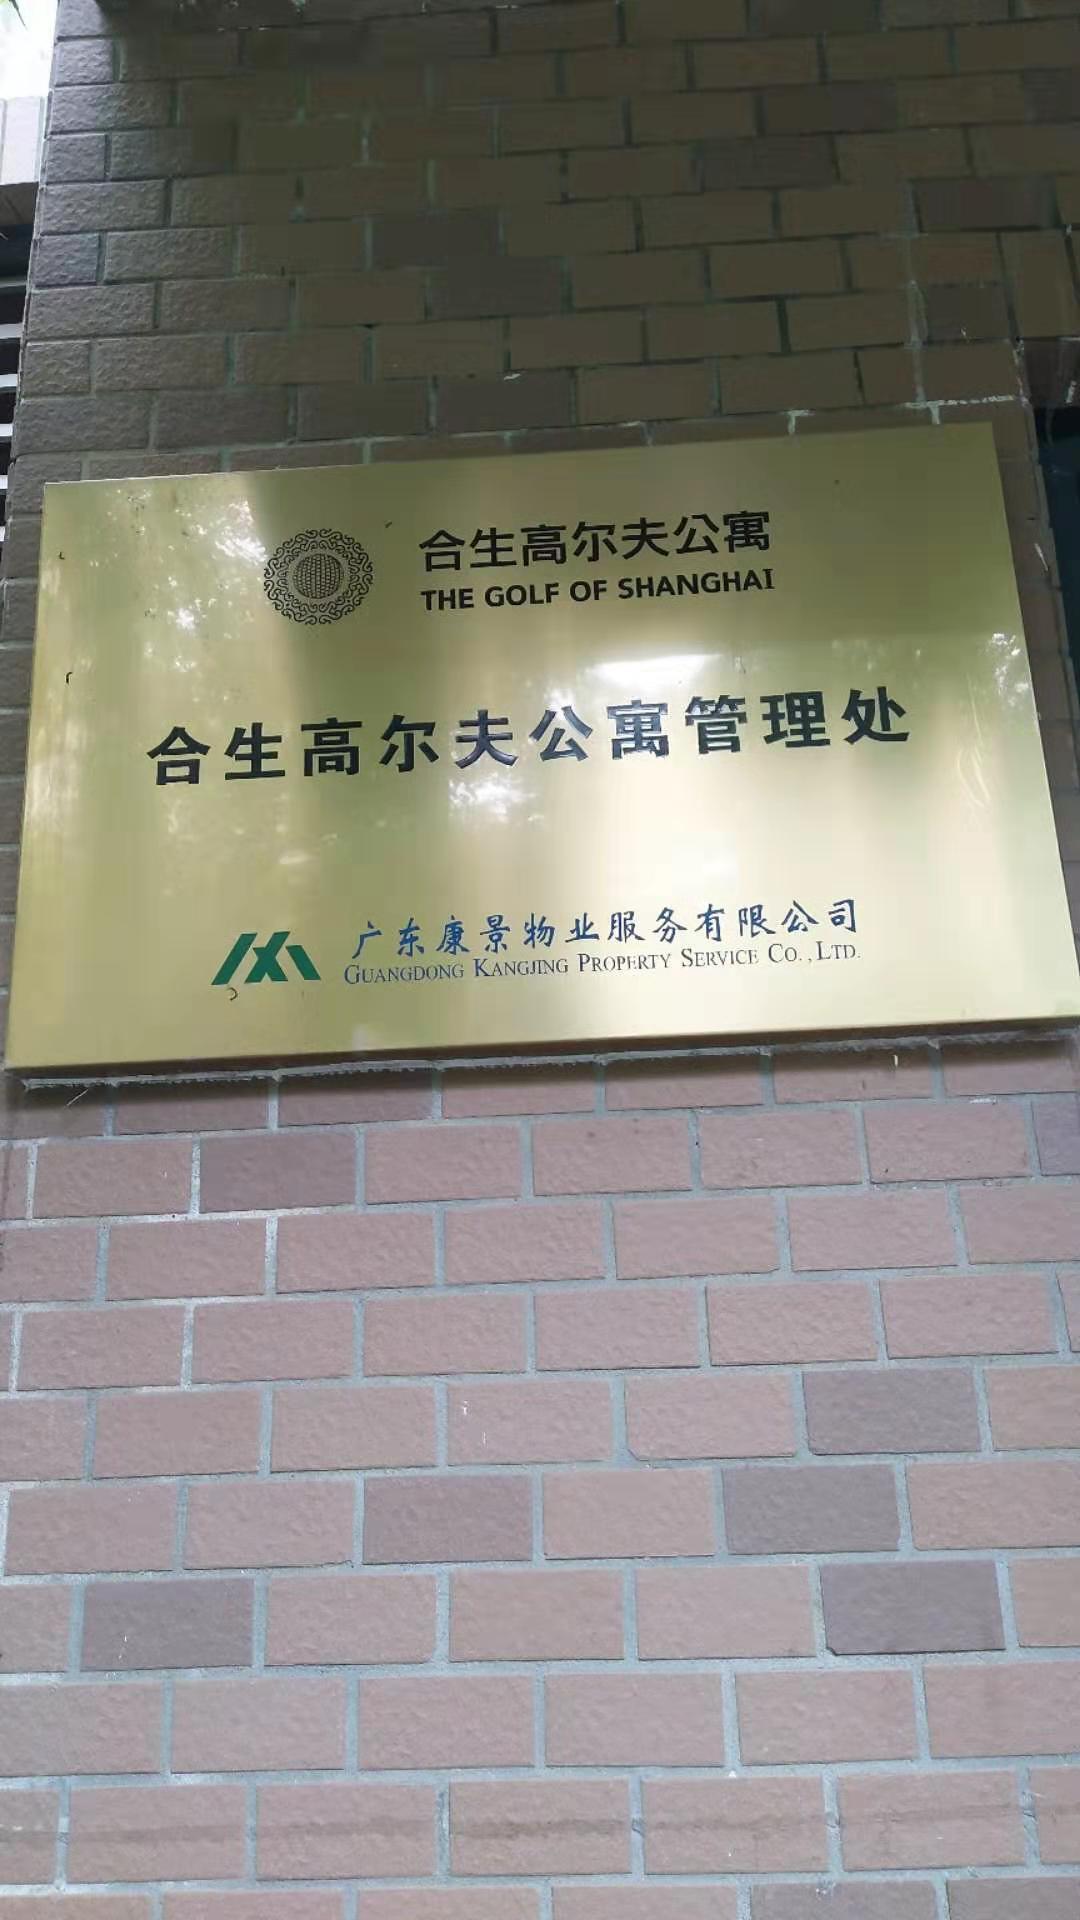 合生高尔夫公寓
THE GOLF OF SHANGHAI
合生高尔夫公寓管理处
广东康景物业服务有限公司
GUANGDONG KANGJING PROPERTY SERVICE CO., LTD.